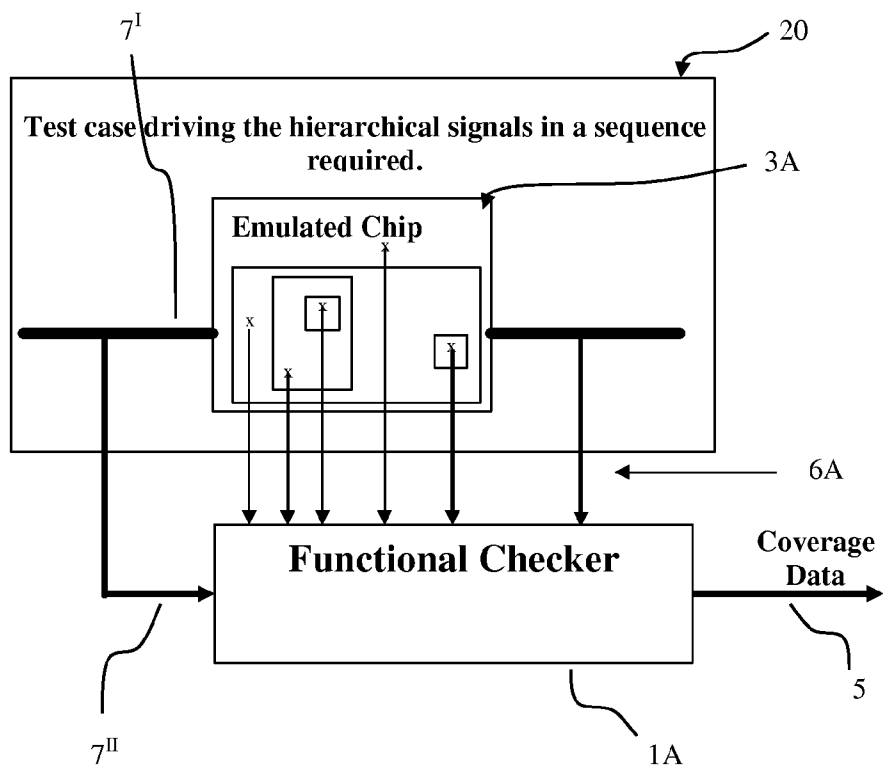 7^I
20
Test case driving the hierarchical signals in a sequence
required.
3A
Emulated Chip
x
x
x
x
x
6A
Functional Checker
Coverage
Data
5
7^II
1A